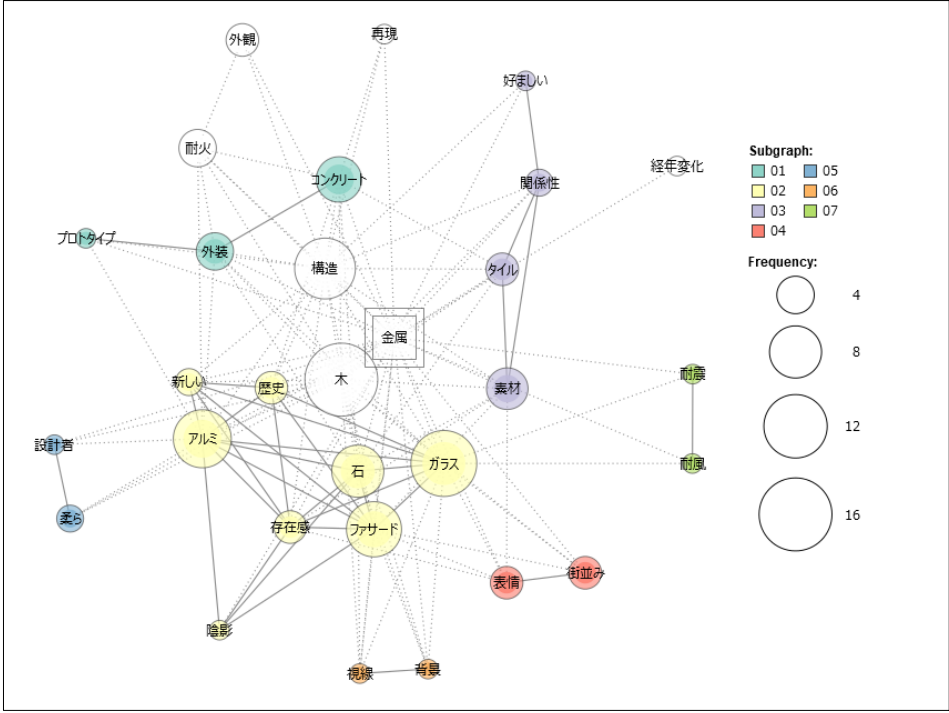 外観
再現
好ましい
耐火
コンクリート
関係性
経年変化
プロトタイプ
外装
構造
タイル
金属
新しい
歴史
木
素材
耐震
設計者
アルミ
石
ガラス
耐風
柔ら
存在感
ファサード
表情
街並み
陰影
視線
背景
Subgraph:
01
05
02
06
03
07
04
Frequency:
4
8
12
16